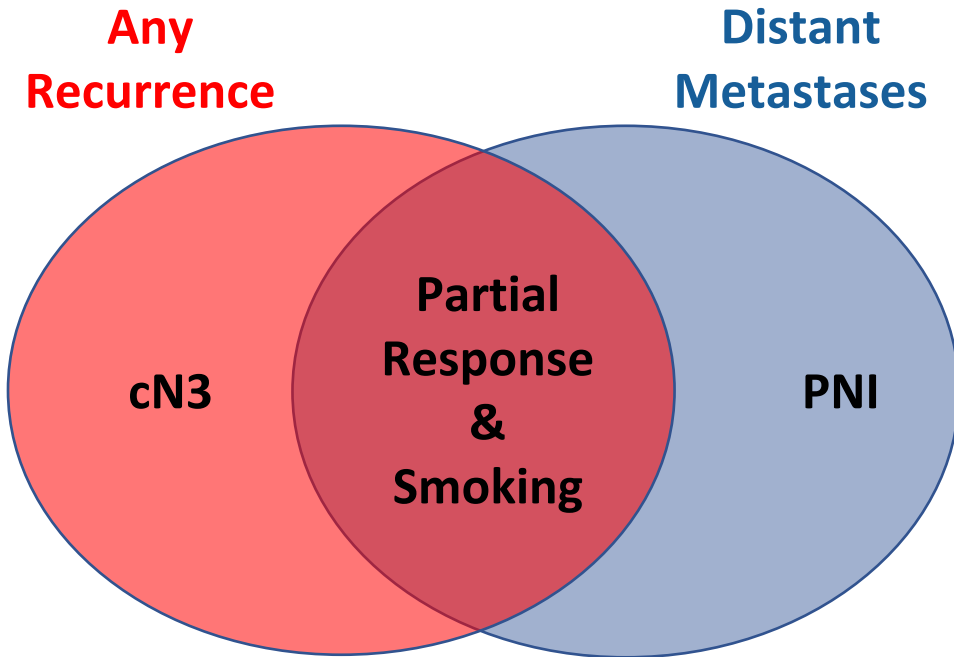 Any
Recurrence
Distant
Metastases
cN3
Partial
Response
&
Smoking
PNI